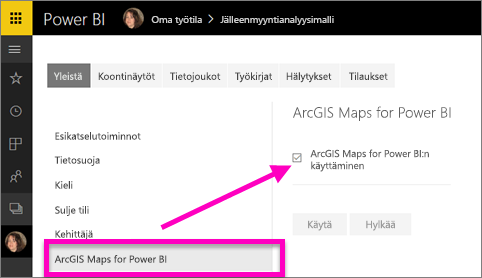 Power BI Oma työtila > Jälleenmyyntianalyysimalli
Yleistä Koontinäytöt Tietojoukot Työkirjat Hälytykset Tilaukset
ArcGIS Maps for Power BI
Esikatselutoiminnot
Tietosuoja
Kieli
Sulje tili
Kehittäjä
ArcGIS Maps for Power BI
ArcGIS Maps for Power BI:n
käyttäminen
Käytä Hylkää